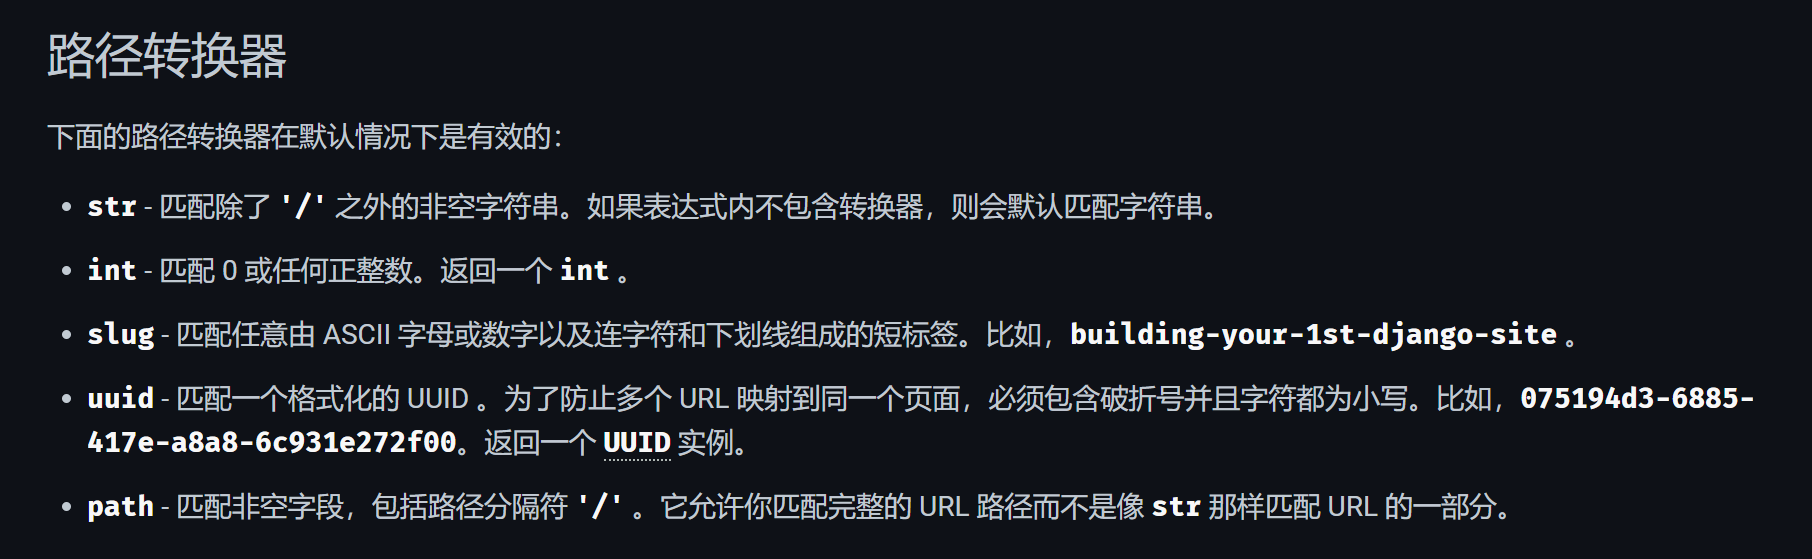 路径转换器
下面的路径转换器在默认情况下是有效的：
• str - 匹配除了 '/' 之外的非空字符串。如果表达式内不包含转换器，则会默认匹配字符串。
• int - 匹配 0 或任何正整数。返回一个 int 。
• slug - 匹配任意由 ASCII 字母或数字以及连字符和下划线组成的短标签。比如，building-your-1st-django-site 。
• uuid - 匹配一个格式化的 UUID 。为了防止多个 URL 映射到同一个页面，必须包含破折号并且字符都为小写。比如，075194d3-6885-
417e-a8a8-6c931e272f00。返回一个 UUID 实例。
• path - 匹配非空字段，包括路径分隔符 '/' 。它允许你匹配完整的 URL 路径而不是像 str 那样匹配 URL 的一部分。